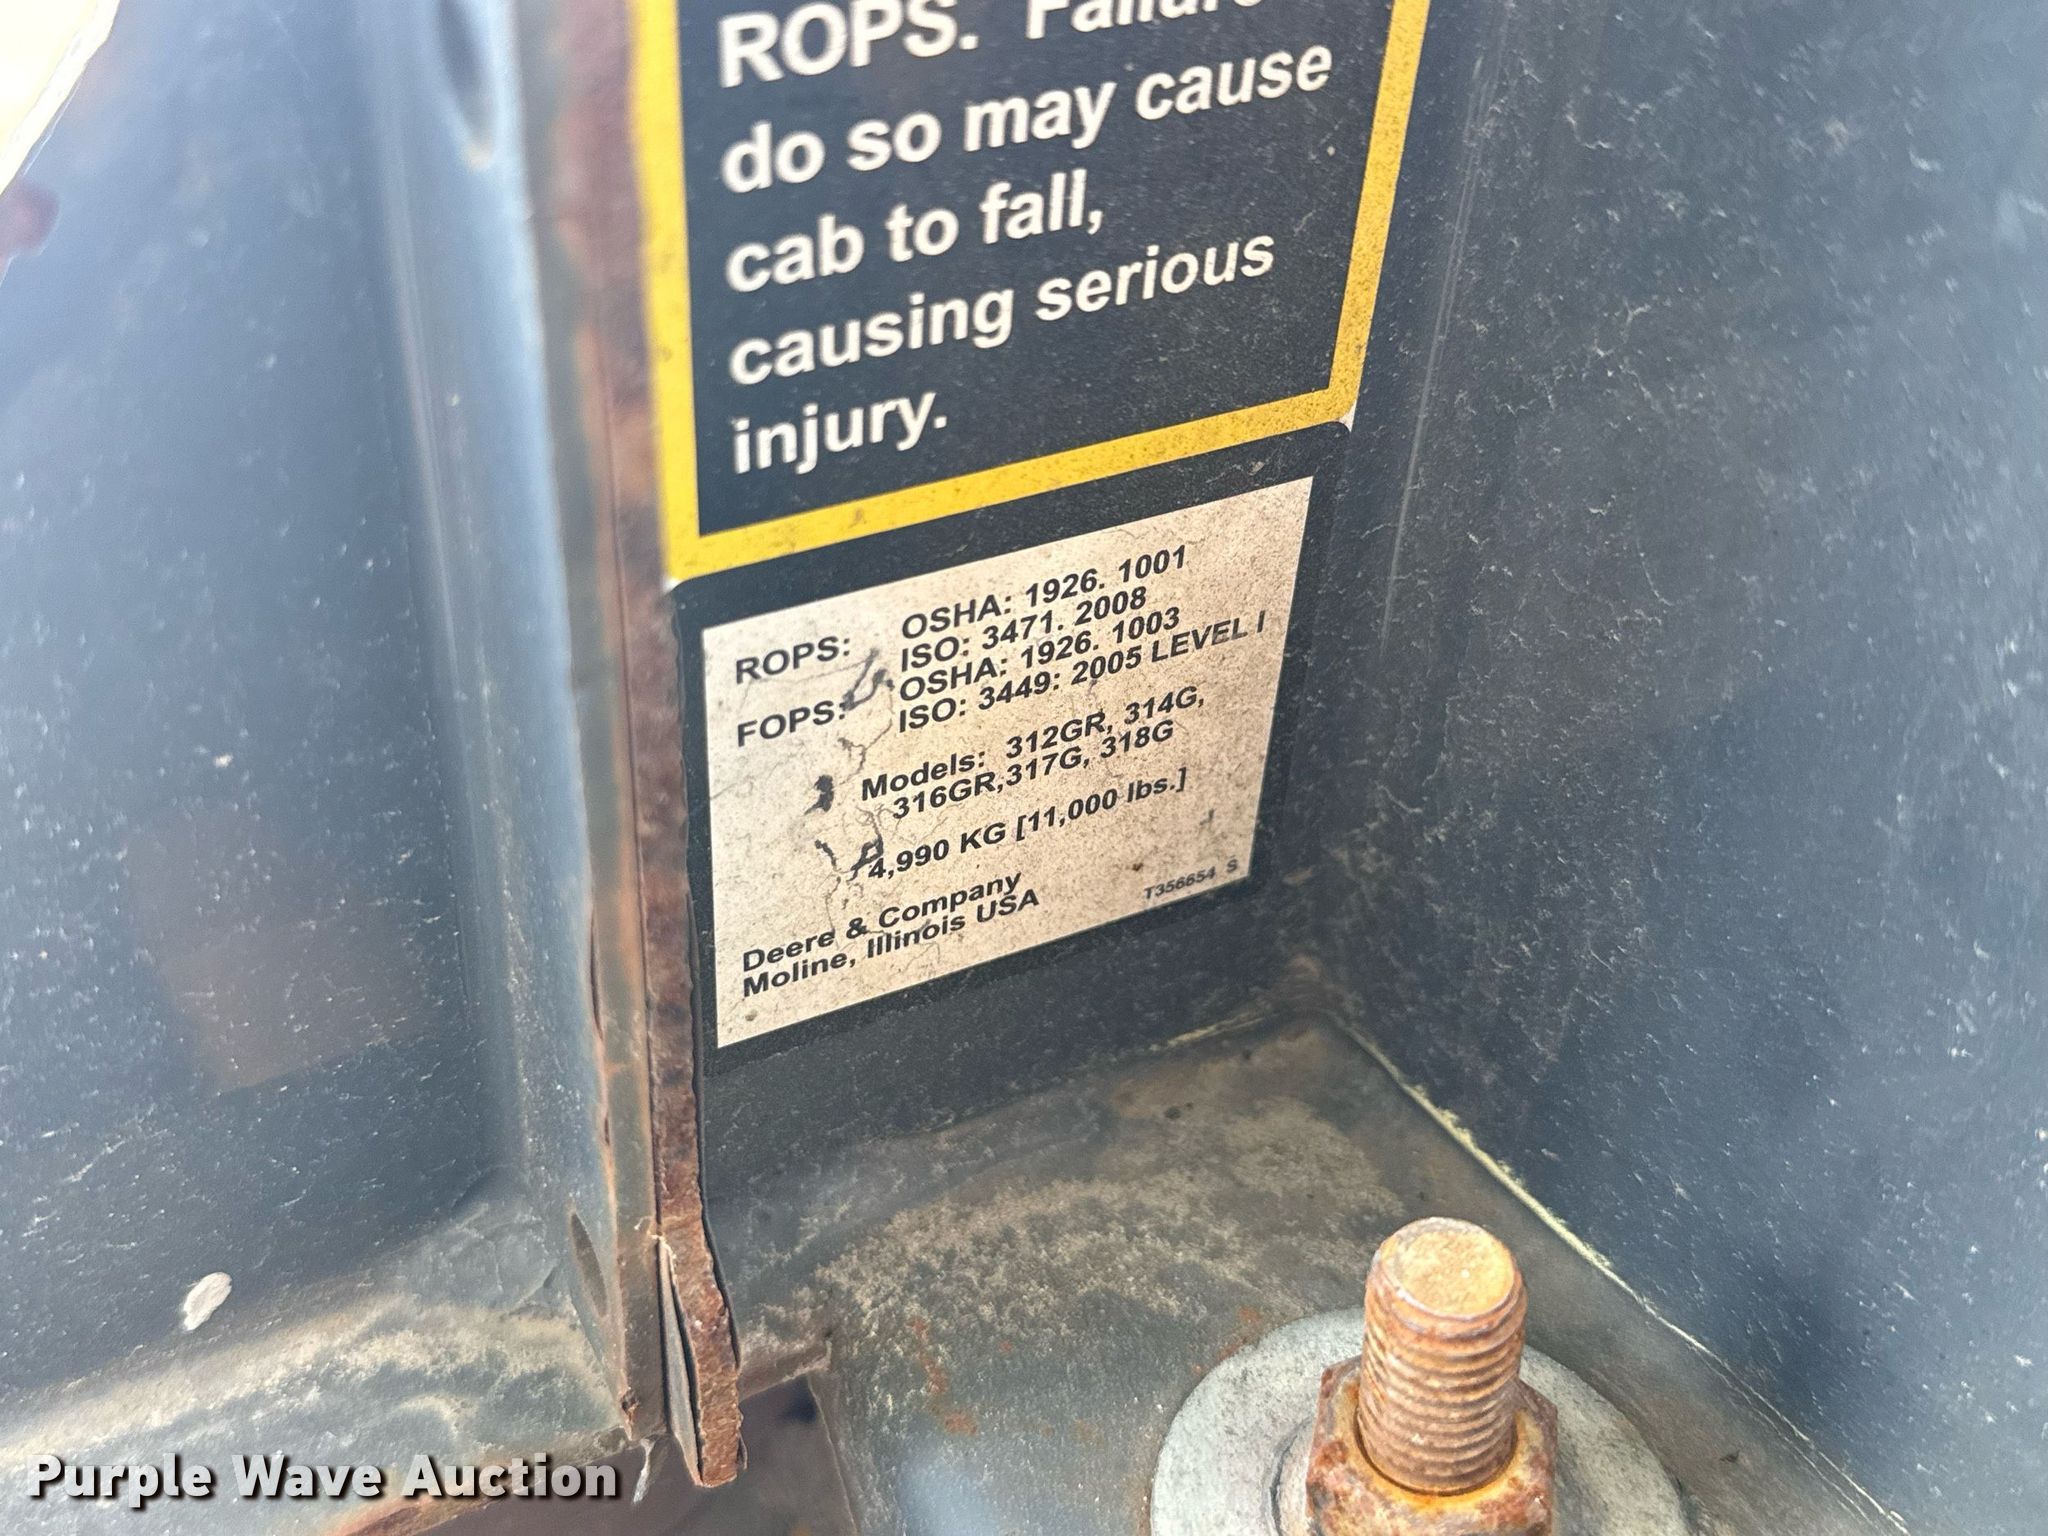 ROPS. Failure
do so may cause
cab to fall,
causing serious
injury.
ROPS: OSHA: 1926. 1001
ISO: 3471. 2008
FOPS: OSHA: 1926. 1003
ISO: 3449: 2005 LEVEL I
Models: 312GR, 314G,
316GR,317G, 318G
4,990 KG [11,000 lbs.]
Deere & Company
Moline, Illinois USA
T356654 S
Purple Wave Auction